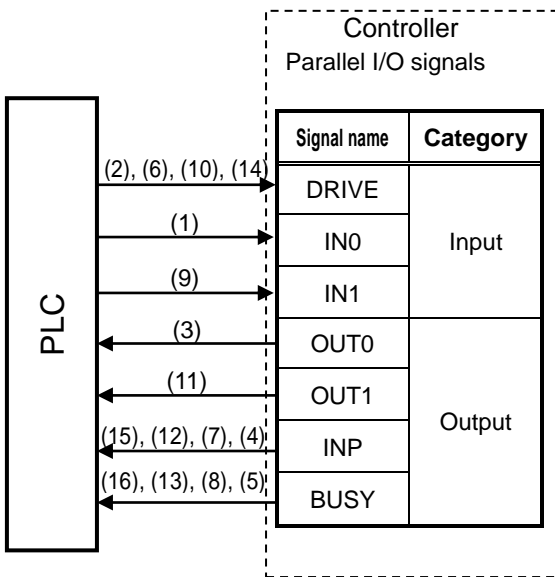 Controller
Parallel I/O signals
Signal name Category
(2), (6), (10), (14) DRIVE
(1) IN0 Input
(9) IN1
PLC
(3) OUT0
(11) OUT1
Output
(15), (12), (7), (4) INP
(16), (13), (8), (5) BUSY